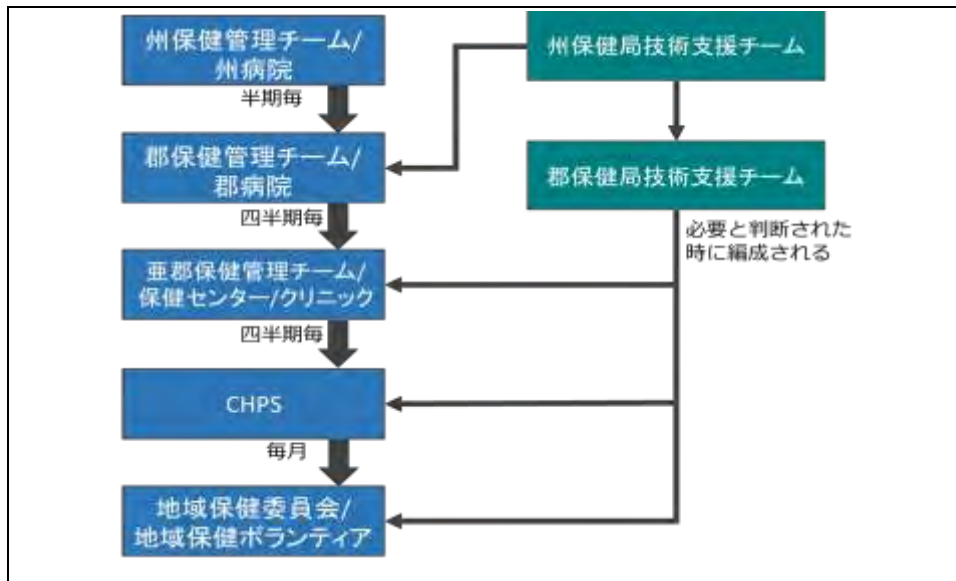 州保健管理チーム/
州病院
半期毎
郡保健管理チーム/
郡病院
四半期毎
亜郡保健管理チーム/
保健センター/クリニック
四半期毎
CHPS
毎月
地域保健委員会/
地域保健ボランティア
州保健局技術支援チーム
郡保健局技術支援チーム
必要と判断された
時に編成される